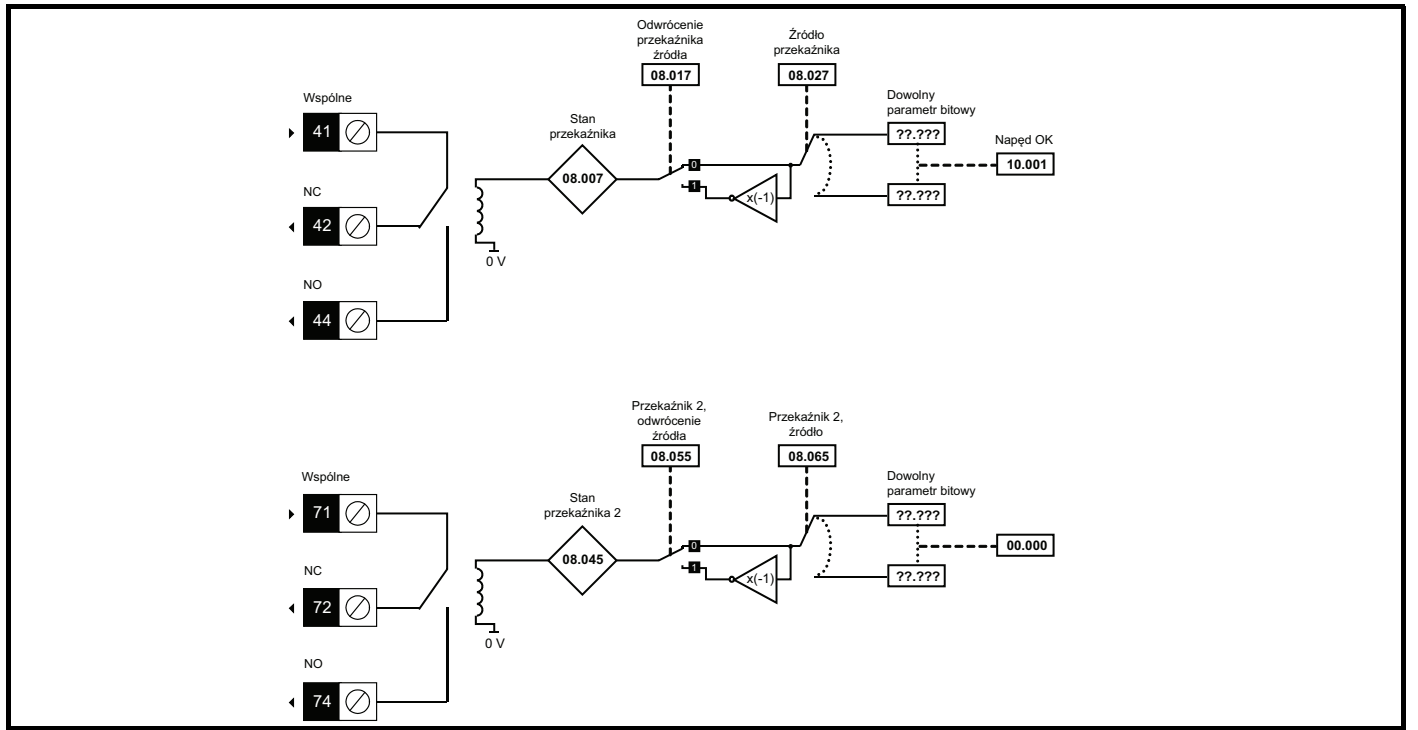 Odwrócenie
przekaźnika
źródła
08.017
Źródło
przekaźnika
08.027
Wspólne
41
NC
42
NO
44
Stan
przekaźnika
08.007
0 V
0
1
x(-1)
Dowolny
parametr bitowy
??.???
??.???
Napęd OK
10.001
Przekaźnik 2,
odwrócenie
źródła
08.055
Przekaźnik 2,
źródło
08.065
Wspólne
71
NC
72
NO
74
Stan
przekaźnika 2
08.045
0 V
0
1
x(-1)
Dowolny
parametr bitowy
??.???
??.???
00.000